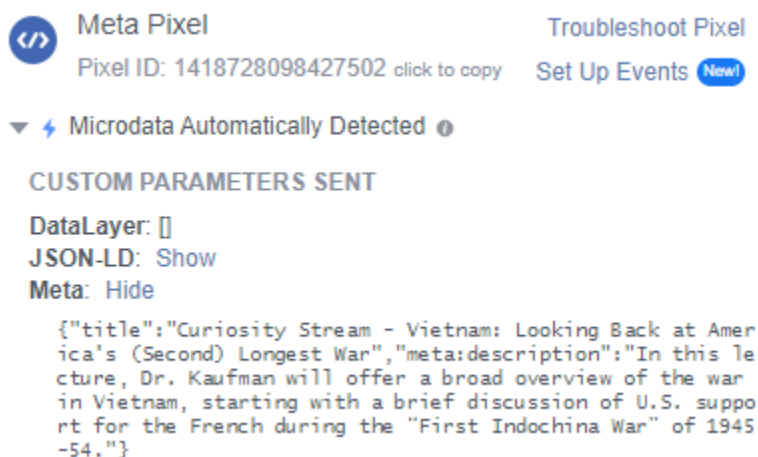 </>
Meta Pixel
Troubleshoot Pixel
Pixel ID: 1418728098427502 click to copy
Set Up Events New!
Microdata Automatically Detected i
CUSTOM PARAMETERS SENT
DataLayer: []
JSON-LD: Show
Meta: Hide
{"title":"Curiosity Stream - Vietnam: Looking Back at Amer
ica's (Second) Longest War","meta:description":"In this le
cture, Dr. Kaufman will offer a broad overview of the war
in Vietnam, starting with a brief discussion of U.S. suppo
rt for the French during the "First Indochina War" of 1945
-54."}